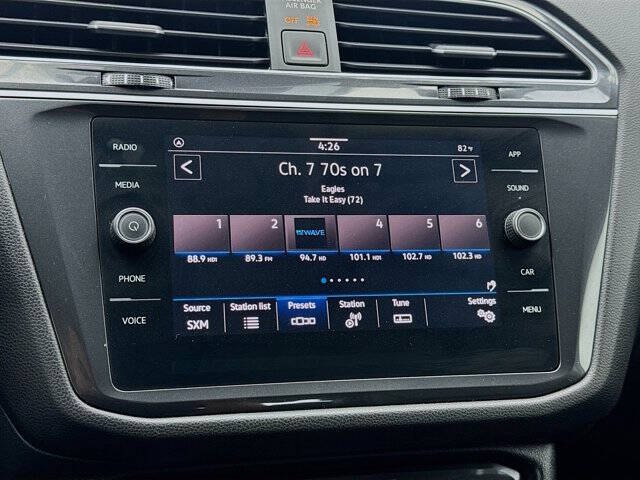 PASSENGER
AIR BAG
OFF
RADIO
MEDIA
PHONE
VOICE
4:26
82°F
Ch. 7 70s on 7
Eagles
Take It Easy (72)
1 2 WAVE 4 5 6
88.9 HD1 89.3 FM 94.7 HD 101.1 HD1 102.7 HD1 102.3 HD1
Source Station list Presets Station Tune Settings
SXM
APP
SOUND
CAR
MENU